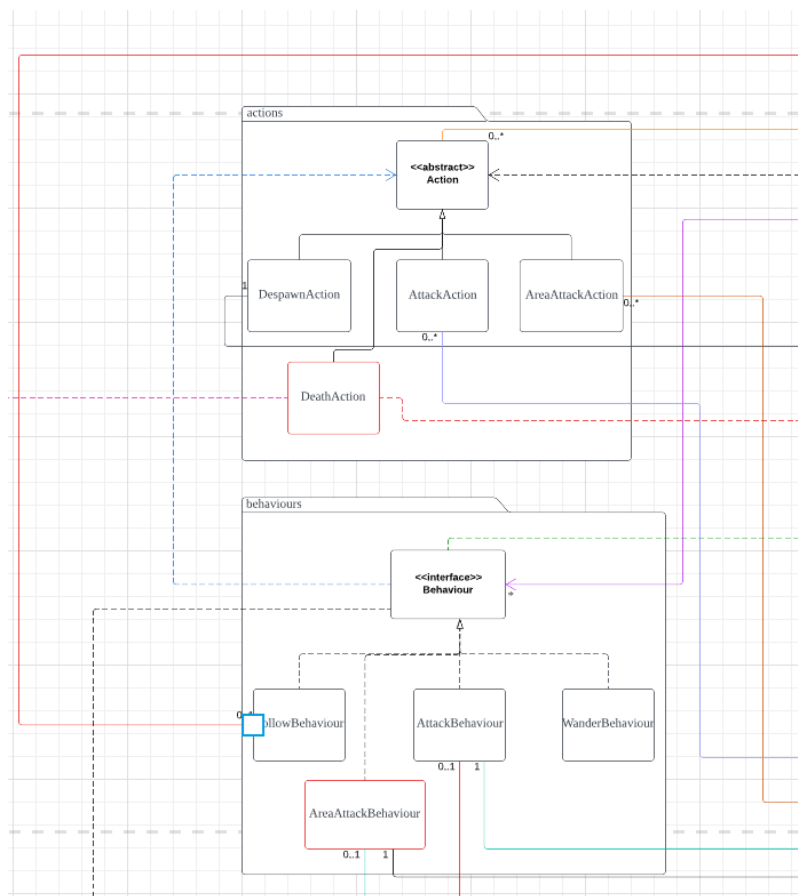 actions
0..*
<<abstract>>
Action
1
DespawnAction
AttackAction
AreaAttackAction
0..*
0..*
DeathAction
behaviours
<<interface>>
Behaviour
*
ollowBehaviour
AttackBehaviour
WanderBehaviour
0..1
1
AreaAttackBehaviour
0..1
1